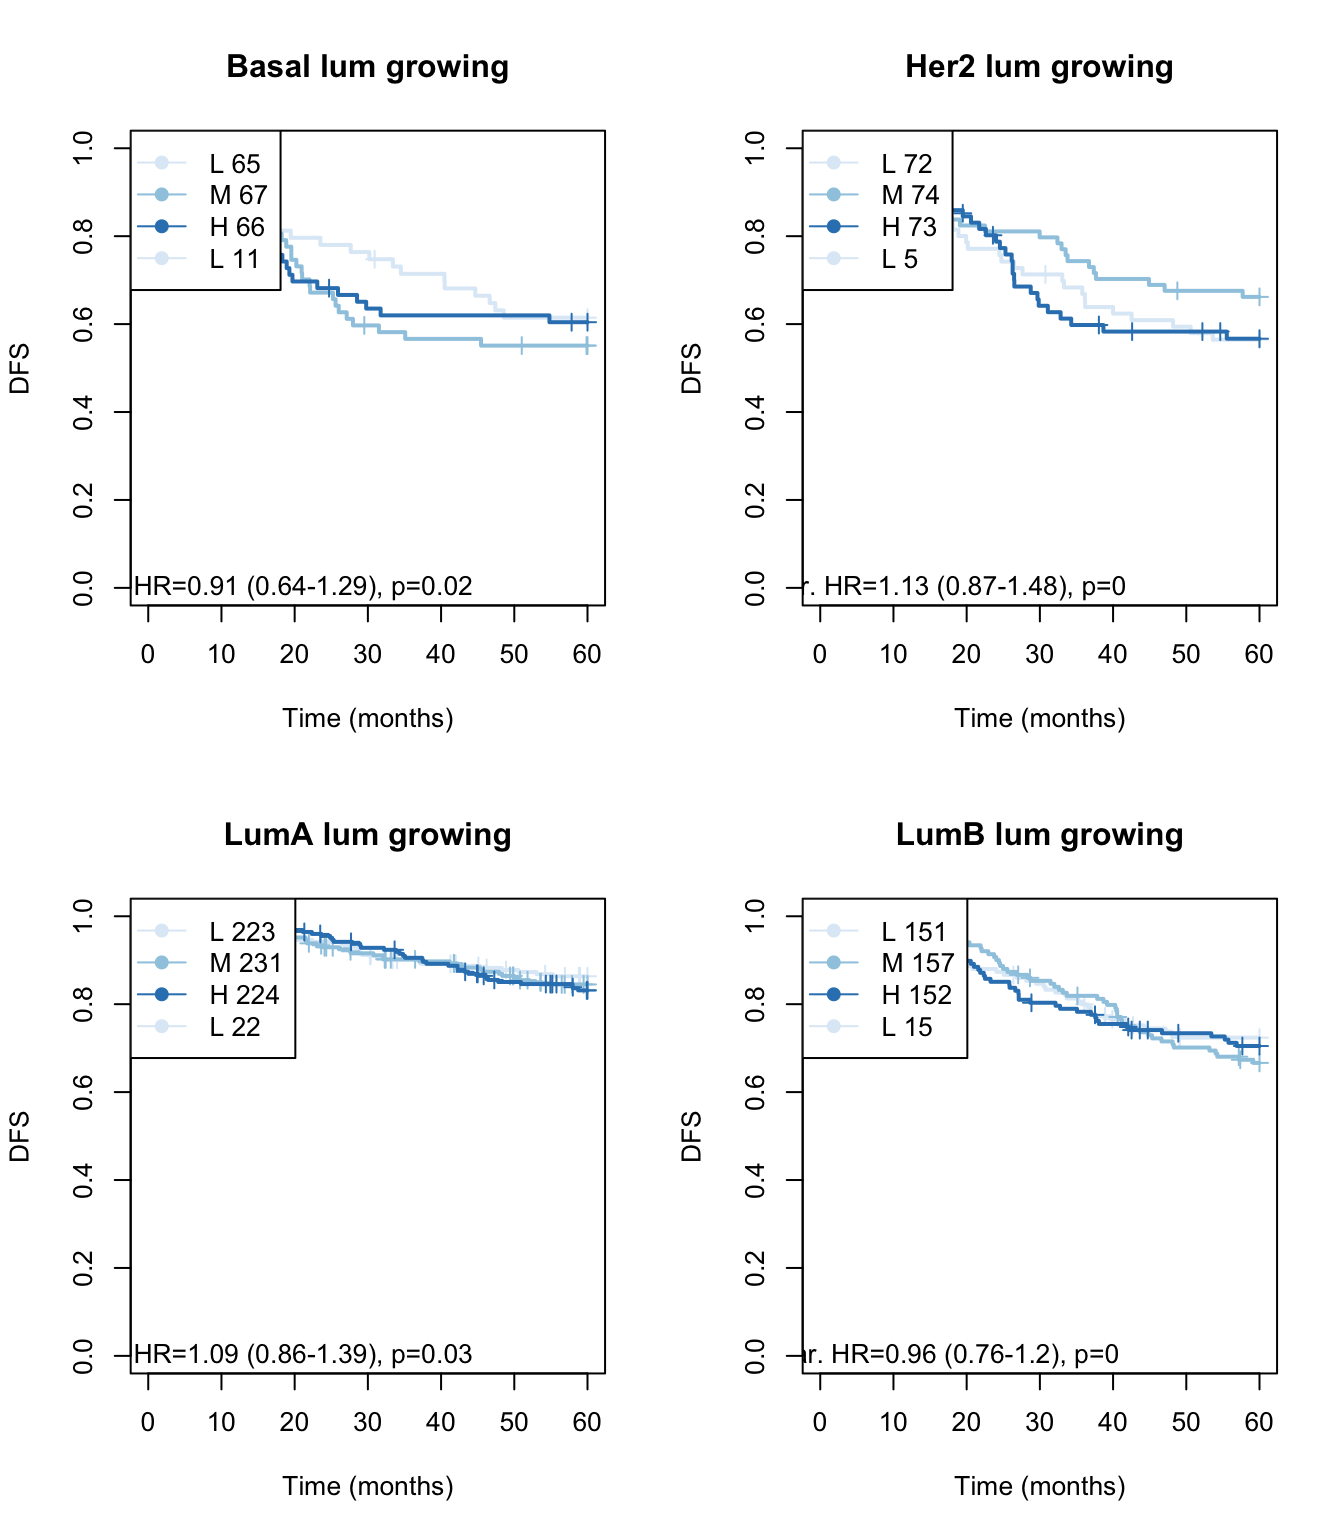 Basal lum growing
L 65
M 67
H 66
L 11
1.0
0.8
0.6
0.4
0.2
0.0
DFS
HR=0.91 (0.64-1.29), p=0.02
0 10 20 30 40 50 60
Time (months)
Her2 lum growing
L 72
M 74
H 73
L 5
1.0
0.8
0.6
0.4
0.2
0.0
DFS
r. HR=1.13 (0.87-1.48), p=0
0 10 20 30 40 50 60
Time (months)
LumA lum growing
L 223
M 231
H 224
L 22
1.0
0.8
0.6
0.4
0.2
0.0
DFS
HR=1.09 (0.86-1.39), p=0.03
0 10 20 30 40 50 60
Time (months)
LumB lum growing
L 151
M 157
H 152
L 15
1.0
0.8
0.6
0.4
0.2
0.0
DFS
r. HR=0.96 (0.76-1.2), p=0
0 10 20 30 40 50 60
Time (months)